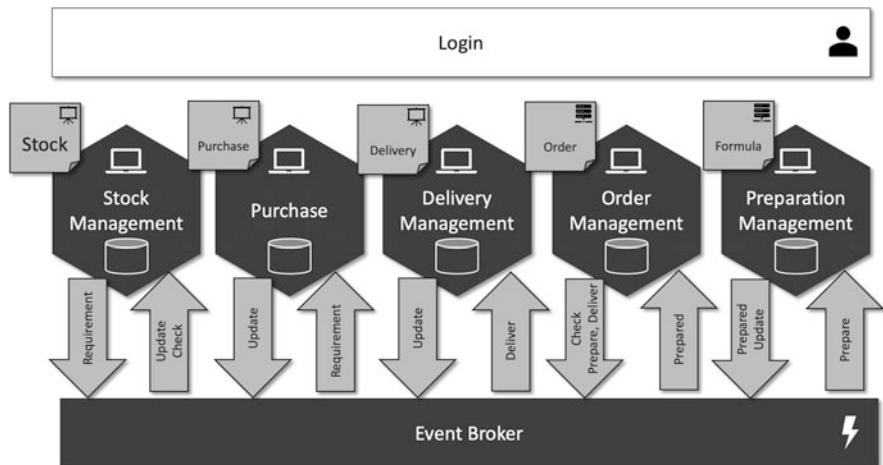 Login
Stock
Purchase
Delivery
Order
Formula
Stock
Management
Purchase
Delivery
Management
Order
Management
Preparation
Management
Requirement
Update
Check
Update
Requirement
Update
Deliver
Check
Prepare, Deliver
Prepared
Prepared
Update
Prepare
Event Broker